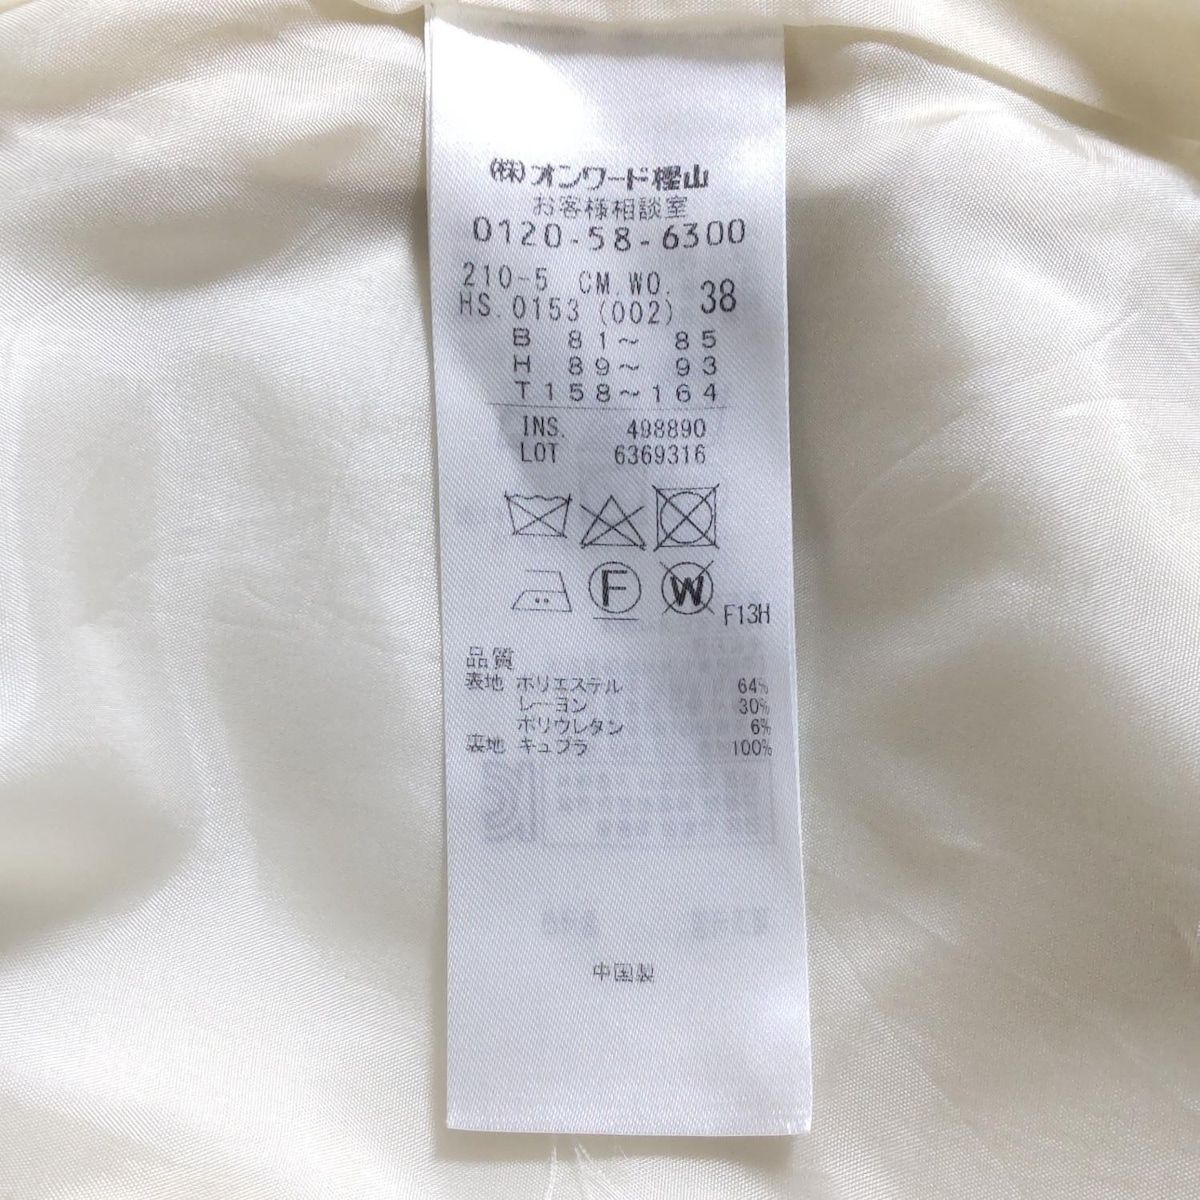 (株)オンワード樫山
お客様相談室
0120-58-6300
210-5 CM.WO. 38
HS.0153 (002)
B 81～ 85
H 89～ 93
T158～164
INS. 498890
LOT 6369316
F W F13H
品質
表地 ポリエステル 64%
レーヨン 30%
ポリウレタン 6%
裏地 キュプラ 100%
中国製